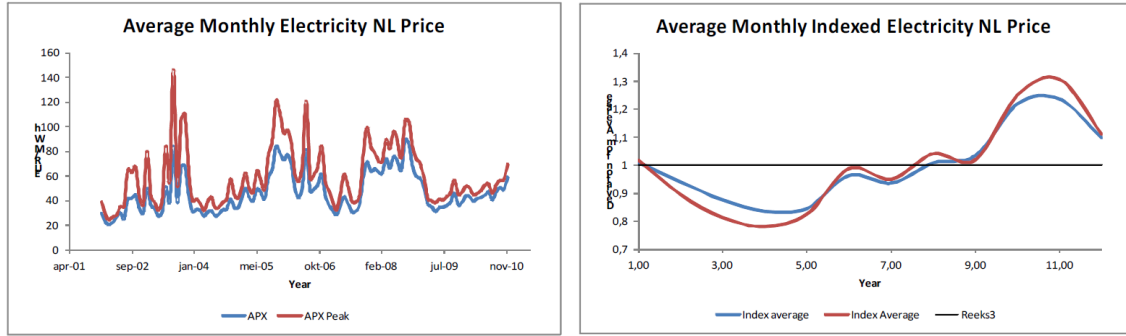 Average Monthly Electricity NL Price
160
140
120
100
80
60
40
20
0
EUR/MWh
apr-01
sep-02
jan-04
mei-05
okt-06
feb-08
jul-09
nov-10
Year
APX
APX Peak
Average Monthly Indexed Electricity NL Price
1,4
1,3
1,2
1,1
1
0,9
0,8
0,7
1,00
3,00
5,00
7,00
9,00
11,00
Year
Index average
Index Average
Reeks3